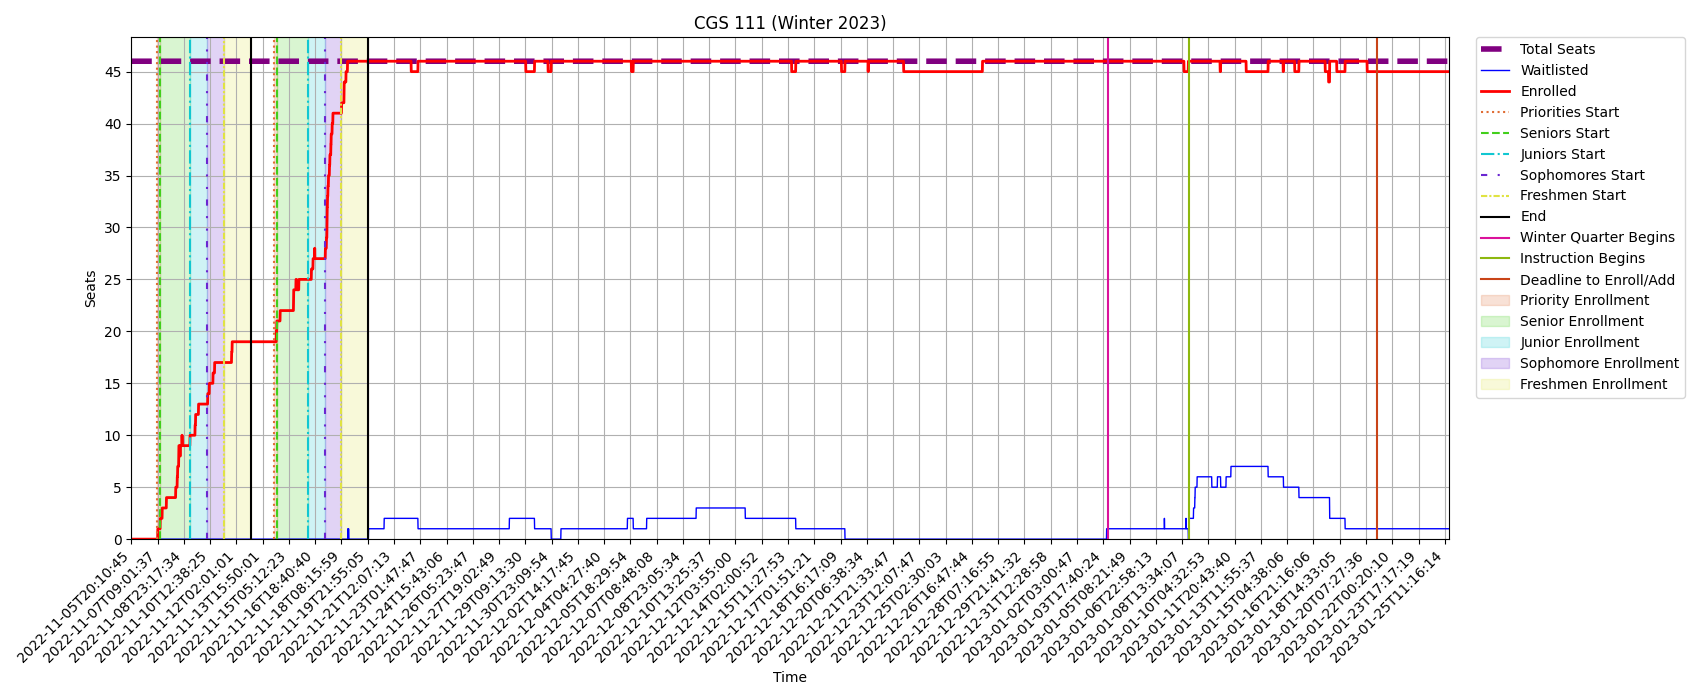 CGS 111 (Winter 2023)
Seats
45
40
35
30
25
20
15
10
5
0
2022-11-05T20:10:45
2022-11-07T09:01:37
2022-11-08T23:17:34
2022-11-10T12:38:25
2022-11-12T02:01:01
2022-11-13T15:50:01
2022-11-15T05:12:23
2022-11-16T18:40:40
2022-11-18T08:15:59
2022-11-19T21:55:05
2022-11-21T12:07:13
2022-11-23T01:47:47
2022-11-24T15:43:06
2022-11-26T05:23:47
2022-11-27T19:02:49
2022-11-29T09:13:30
2022-11-30T23:09:54
2022-12-02T14:17:45
2022-12-04T04:27:40
2022-12-05T18:29:54
2022-12-07T08:48:08
2022-12-08T23:05:34
2022-12-10T13:25:37
2022-12-12T03:55:00
2022-12-14T02:00:52
2022-12-15T11:27:53
2022-12-17T01:51:21
2022-12-18T16:17:09
2022-12-20T06:38:34
2022-12-21T21:33:47
2022-12-23T12:07:47
2022-12-25T02:30:03
2022-12-26T16:47:44
2022-12-28T07:16:55
2022-12-29T21:41:32
2022-12-31T12:28:58
2023-01-02T03:00:47
2023-01-03T17:40:24
2023-01-05T08:21:49
2023-01-06T22:58:13
2023-01-08T13:34:07
2023-01-10T04:32:53
2023-01-11T20:43:40
2023-01-13T11:55:37
2023-01-15T04:38:06
2023-01-16T21:16:06
2023-01-18T14:33:05
2023-01-20T07:27:36
2023-01-22T00:20:10
2023-01-23T17:17:19
2023-01-25T11:16:14
Time
Total Seats
Waitlisted
Enrolled
Priorities Start
Seniors Start
Juniors Start
Sophomores Start
Freshmen Start
End
Winter Quarter Begins
Instruction Begins
Deadline to Enroll/Add
Priority Enrollment
Senior Enrollment
Junior Enrollment
Sophomore Enrollment
Freshmen Enrollment